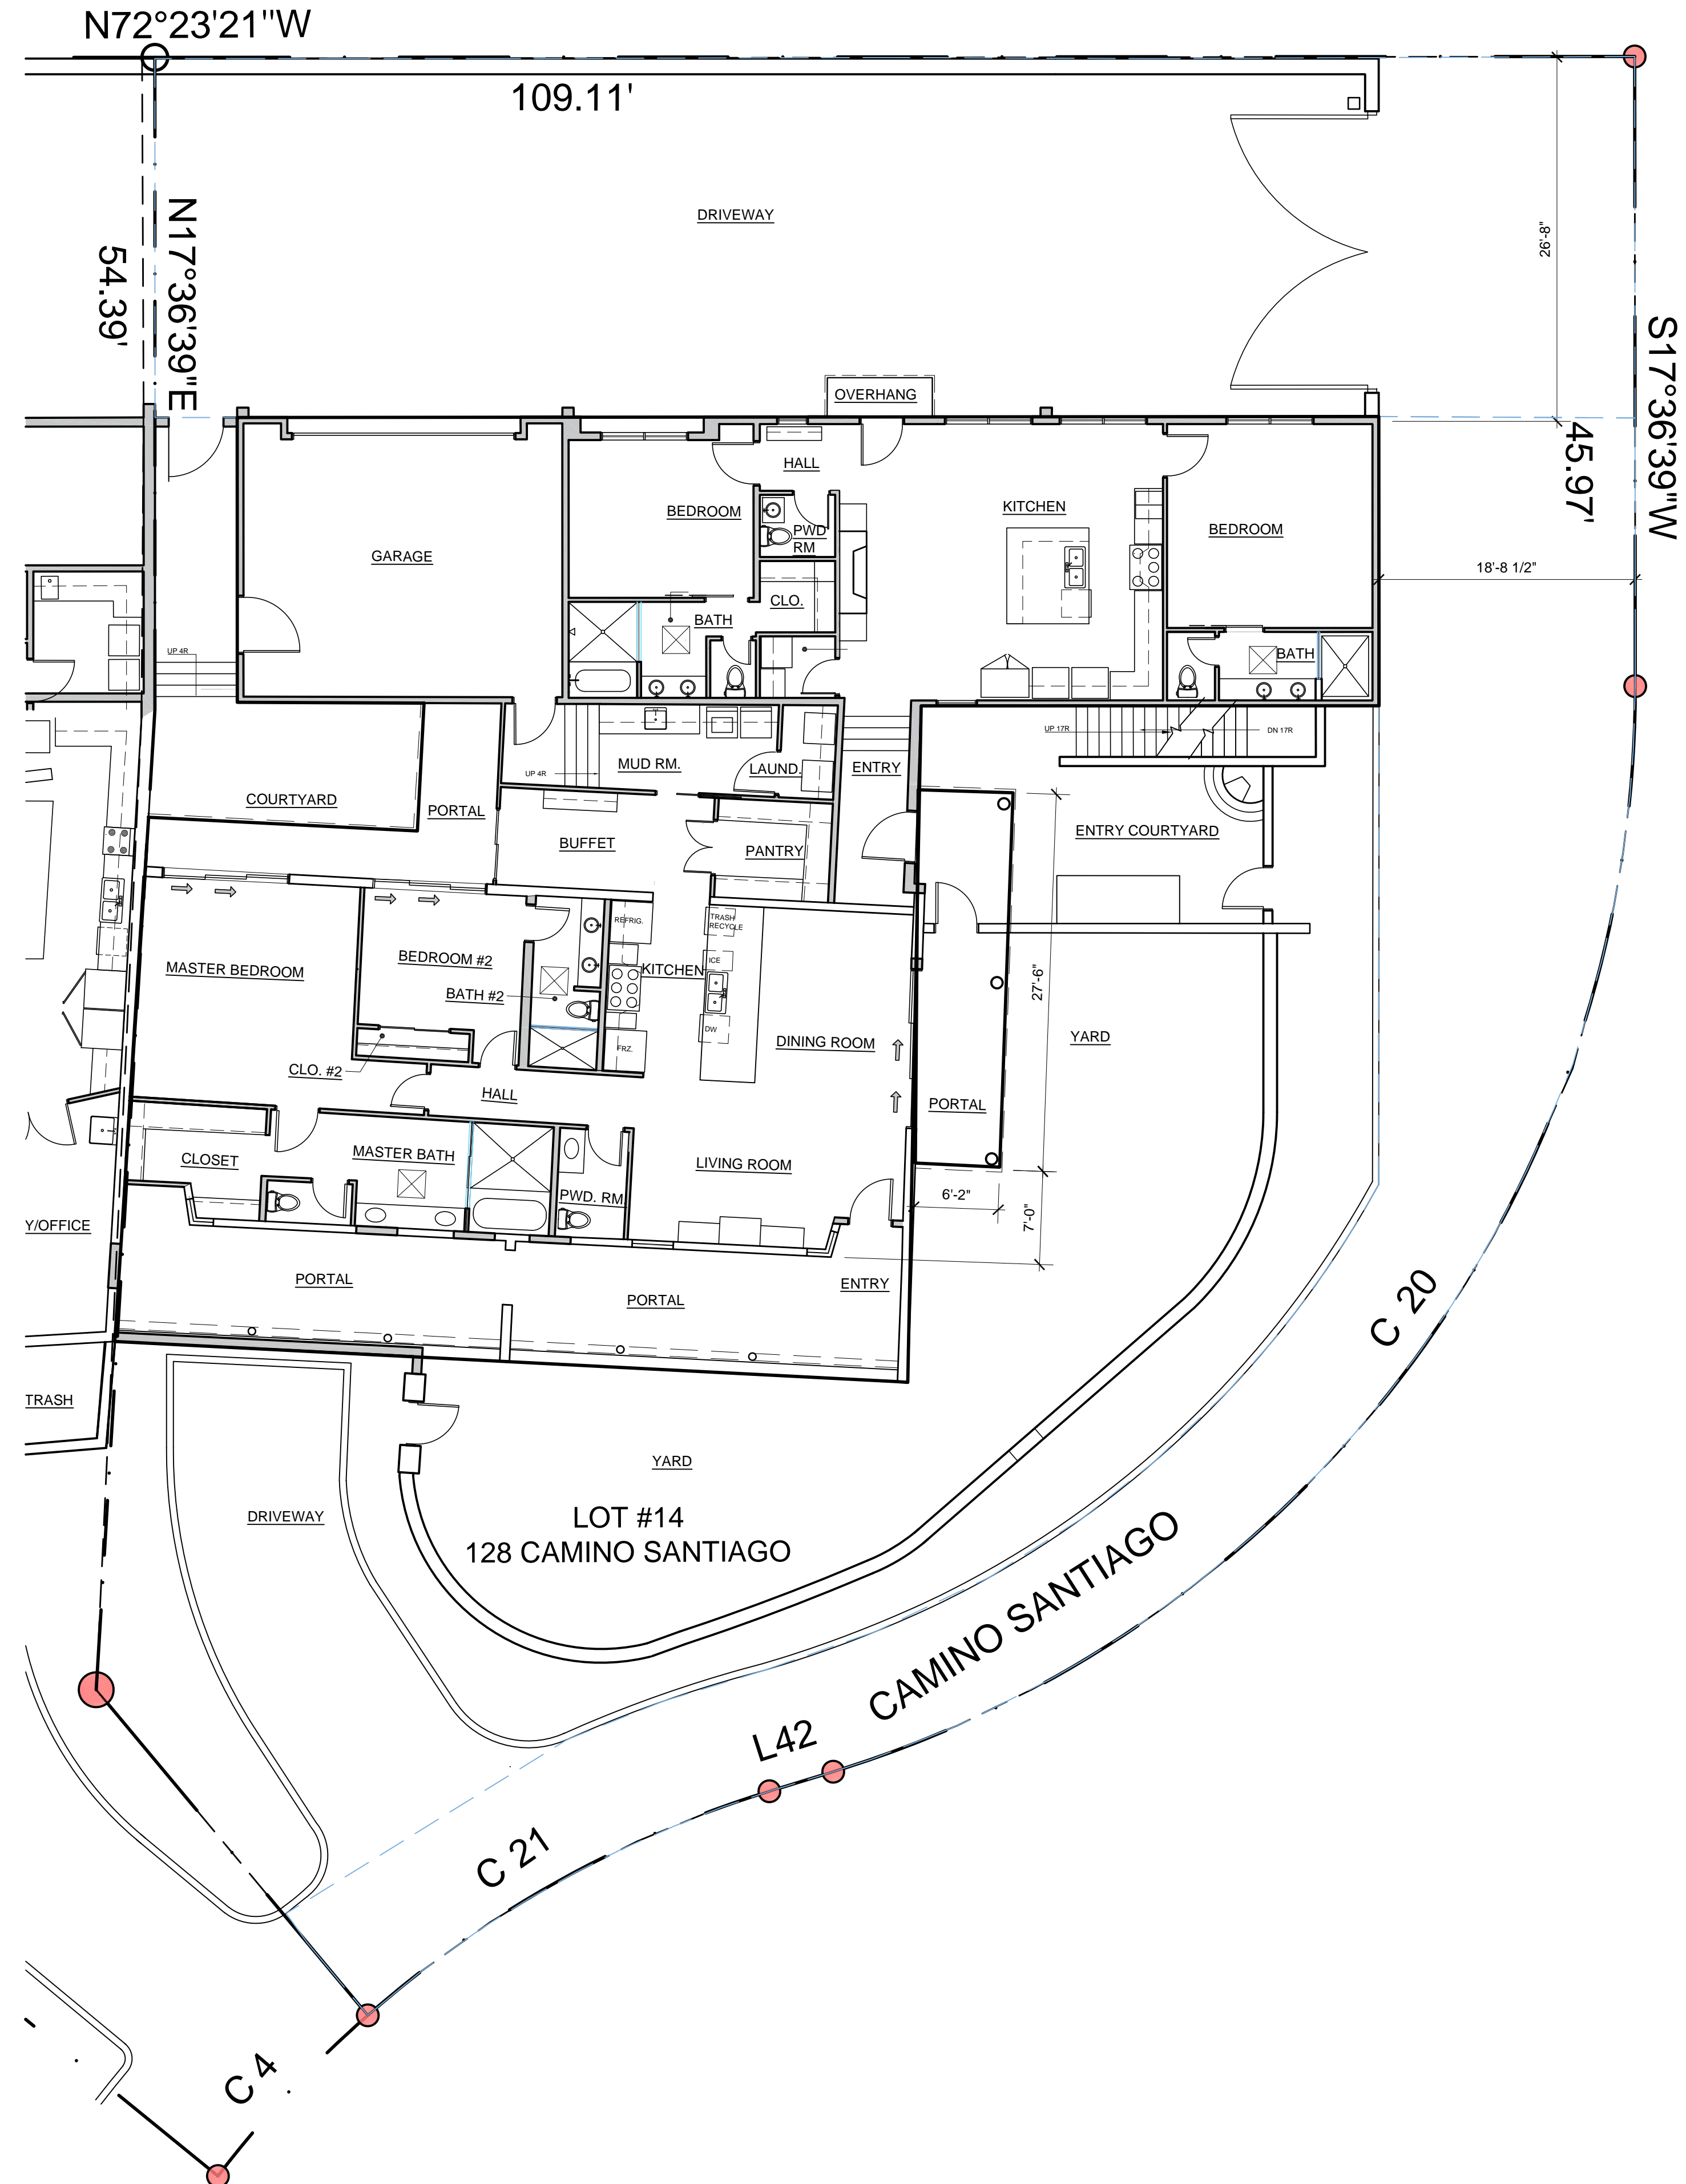 N72°23'21"W
109.11'
DRIVEWAY
26'-8"
N17°36'39"E
54.39'
S17°36'39"W
45.97'
OVERHANG
HALL
BEDROOM
KITCHEN
PWD
RM
BEDROOM
GARAGE
18'-8 1/2"
CLO.
BATH
BATH
UP 4R
UP 17R
DN 17R
MUD RM.
LAUND.
ENTRY
UP 4R
COURTYARD
PORTAL
ENTRY COURTYARD
BUFFET
PANTRY
REFRIG.
TRASH
RECYCLE
BEDROOM #2
ICE
MASTER BEDROOM
KITCHEN
27'-6"
BATH #2
DW
YARD
DINING ROOM
FRZ.
CLO. #2
HALL
PORTAL
MASTER BATH
CLOSET
LIVING ROOM
6'-2"
PWD. RM
7'-0"
Y/OFFICE
PORTAL
ENTRY
PORTAL
C 20
TRASH
YARD
DRIVEWAY
LOT #14
128 CAMINO SANTIAGO
CAMINO SANTIAGO
L42
C 21
C 4